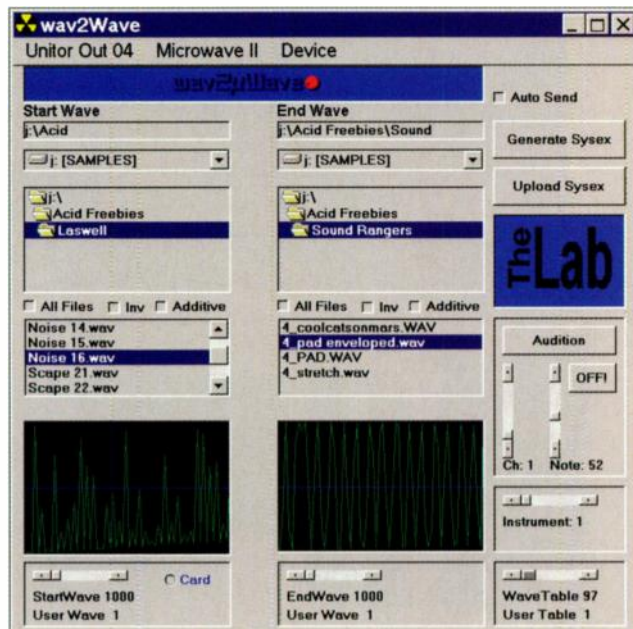 wav2Wave
Unitor Out 04 Microwave II Device
Start Wave
End Wave
j:\Acid
j:\Acid Freebies\Sound
j: [SAMPLES]
j: [SAMPLES]
j:\
Acid Freebies
Laswell
j:\
Acid Freebies
Sound Rangers
All Files Inv Additive
All Files Inv Additive
Noise 14.wav
Noise 15.wav
Noise 16.wav
Scape 21.wav
Scape 22.wav
4_coolcatsonmars.WAV
4_pad enveloped.wav
4_PAD.WAV
4_stretch.wav
StartWave 1000
Card
User Wave 1
EndWave 1000
User Wave 1
Auto Send
Generate Sysex
Upload Sysex
The Lab
Audition
OFF!
Ch: 1 Note: 52
Instrument: 1
WaveTable 97
User Table 1